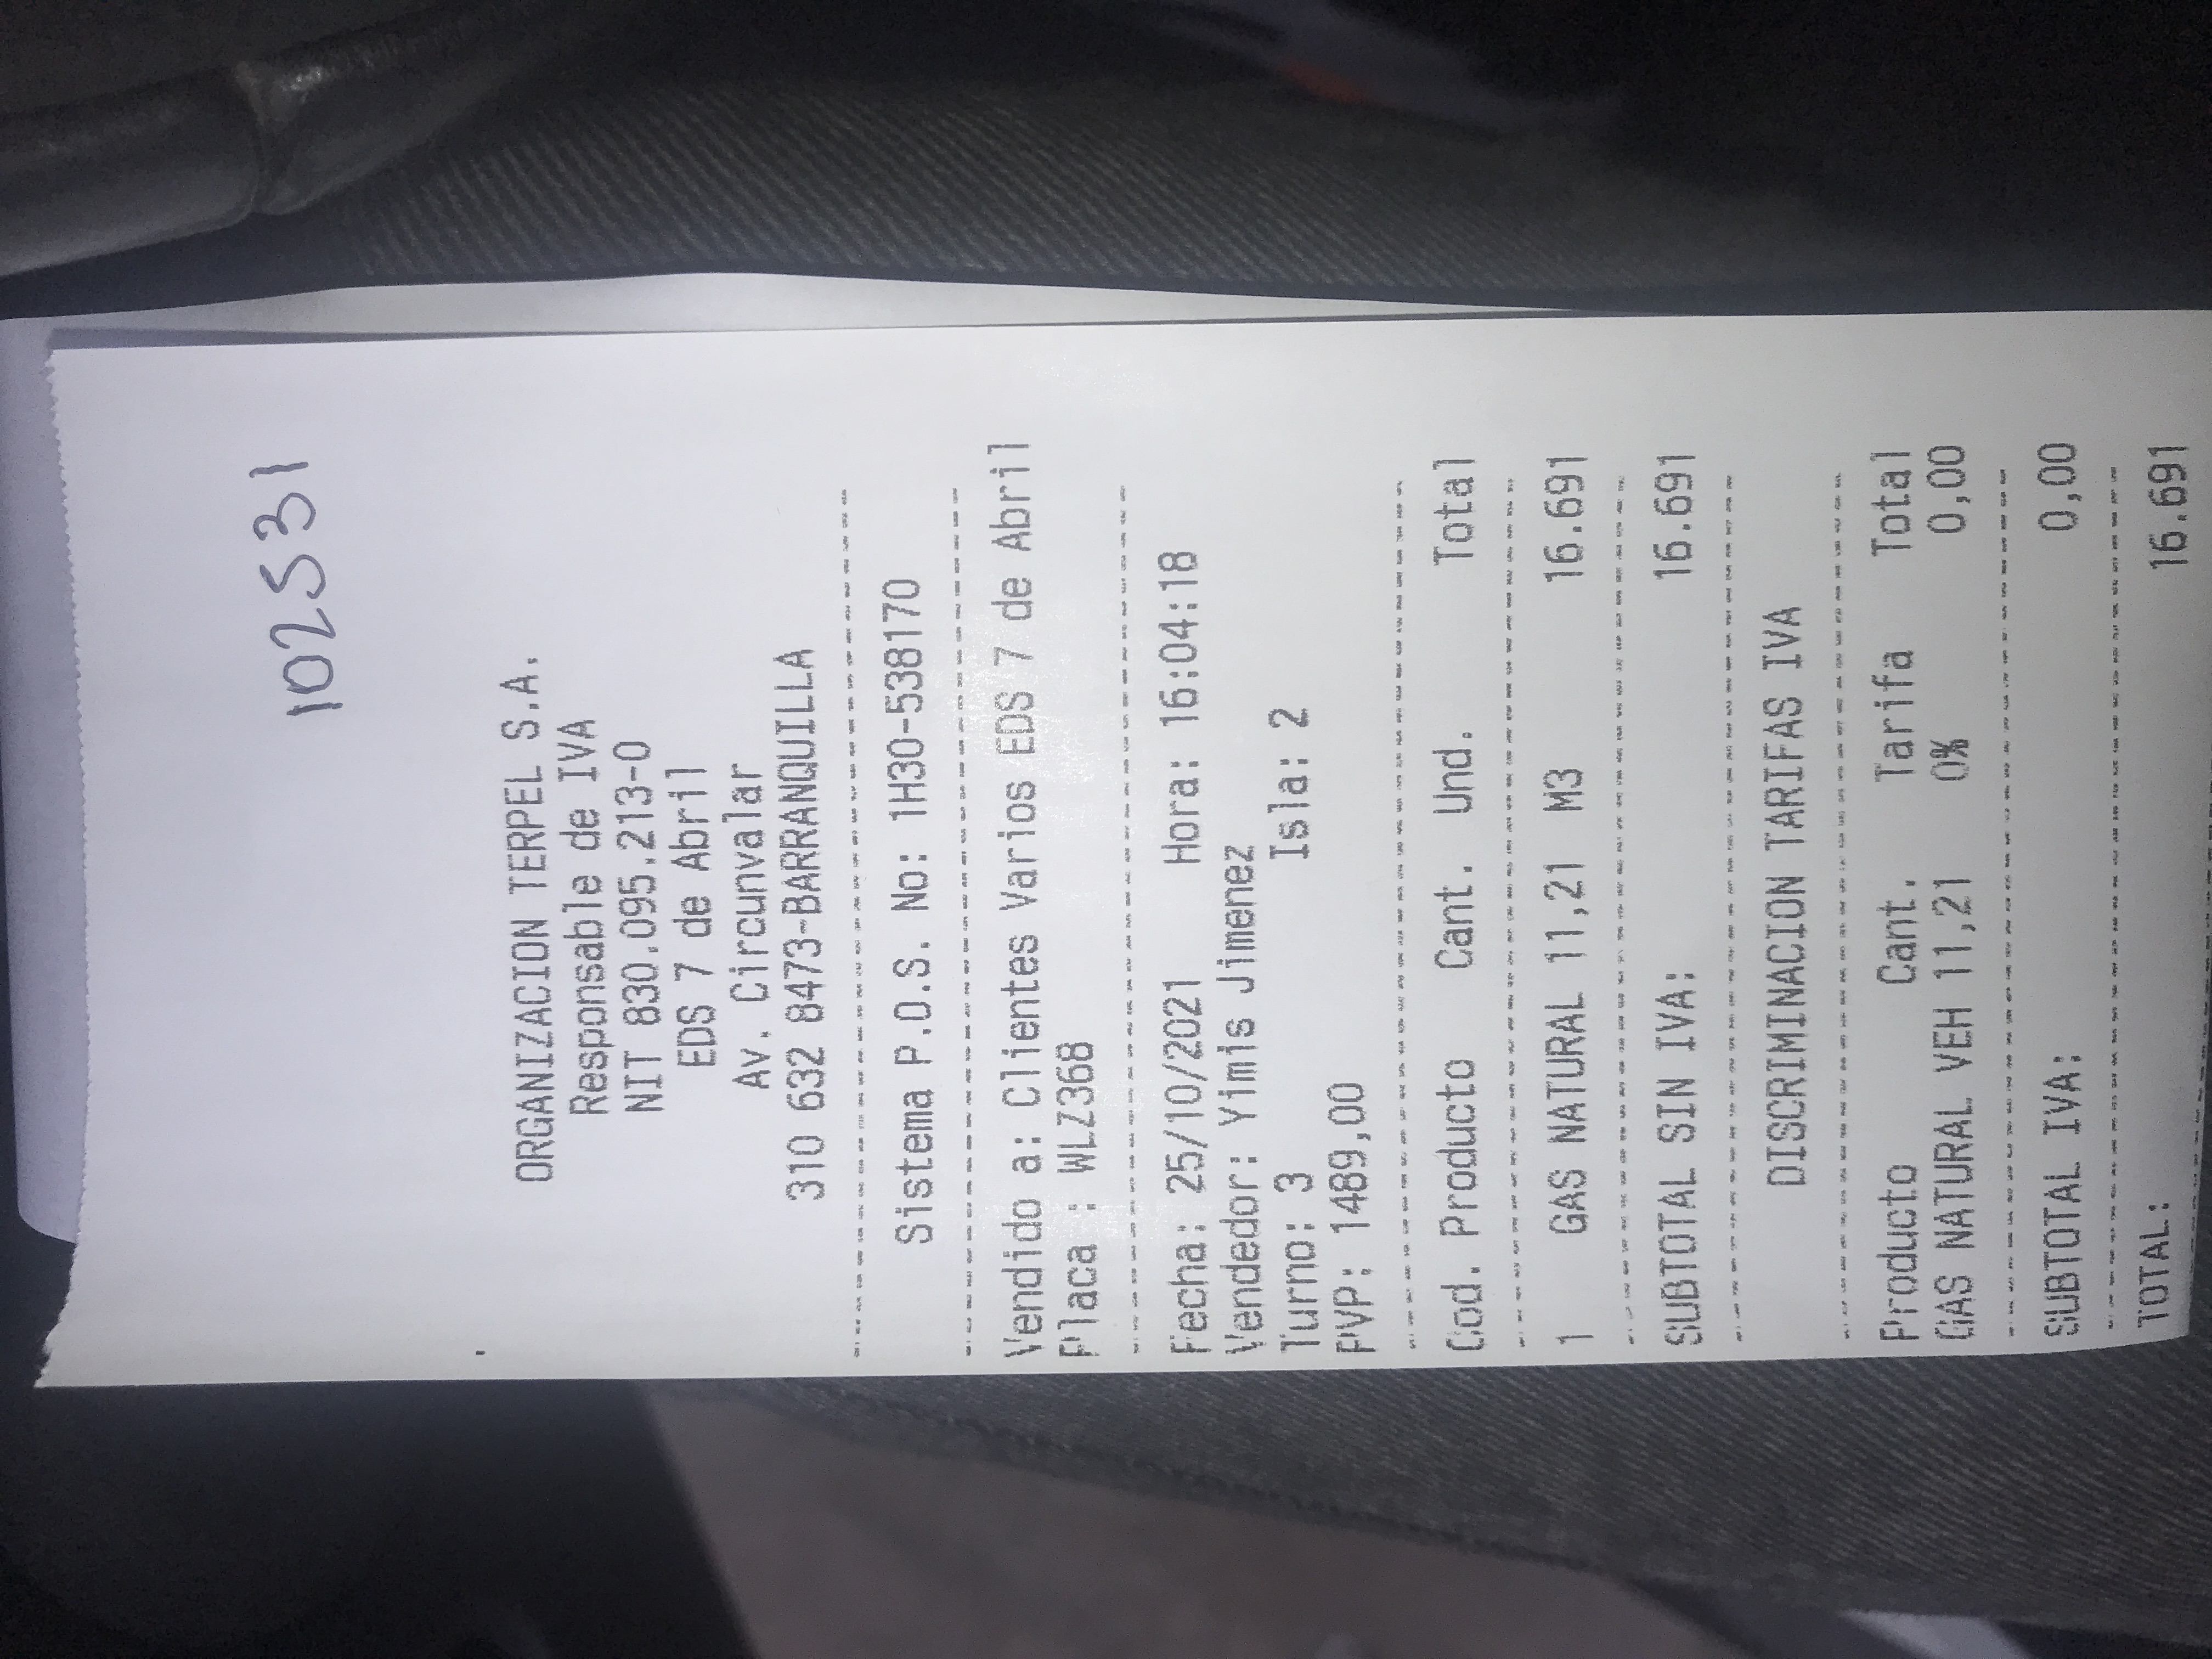 102531
ORGANIZACION TERPEL S.A.
Responsable de IVA
NIT 830.095.213-0
EDS 7 de Abril
Av. Circunvalar
310 632 8473-BARRANQUILLA
--------------------------------
Sistema P.O.S. No: 1H30-538170
--------------------------------
Vendido a: Clientes Varios EDS 7 de Abril
Placa : WLZ368
--------------------------------
Fecha: 25/10/2021 Hora: 16:04:18
Vendedor: Yimis Jimenez
Turno: 3 Isla: 2
PVP: 1489,00
--------------------------------
Cod. Producto Cant. Und. Total
--------------------------------
1 GAS NATURAL 11,21 M3 16.691
--------------------------------
SUBTOTAL SIN IVA: 16.691
--------------------------------
DISCRIMINACION TARIFAS IVA
--------------------------------
Producto Cant. Tarifa Total
GAS NATURAL VEH 11,21 0% 0,00
--------------------------------
SUBTOTAL IVA: 0,00
--------------------------------
TOTAL: 16.691